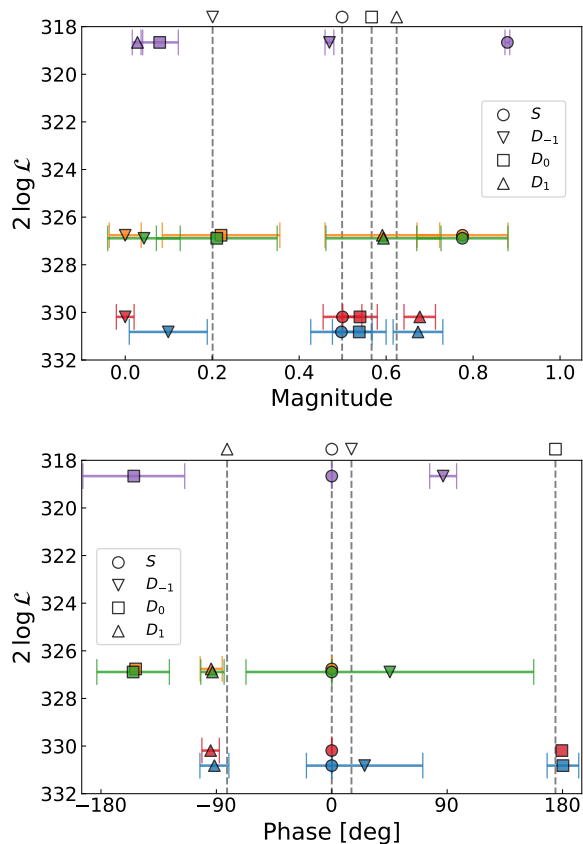 318
320
322
324
326
328
330
332
2 log ℒ
S
D₋₁
D₀
D₁
0.0 0.2 0.4 0.6 0.8 1.0
Magnitude
318
320
322
324
326
328
330
332
2 log ℒ
S
D₋₁
D₀
D₁
−180 −90 0 90 180
Phase [deg]